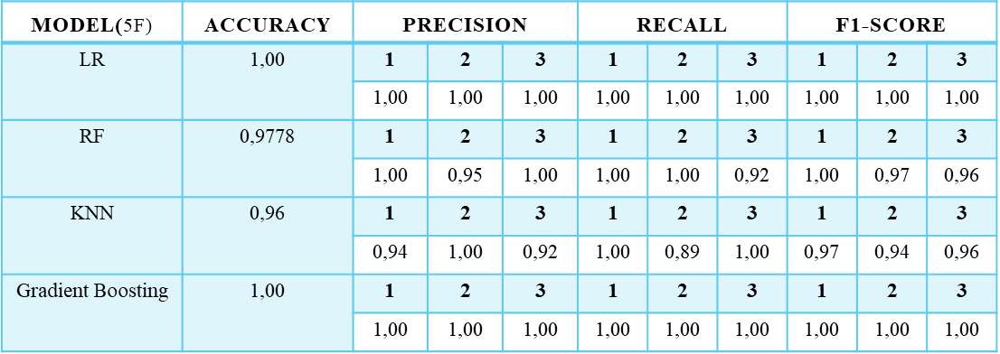 MODEL(5F) ACCURACY PRECISION RECALL F1-SCORE
LR 1,00 1 2 3 1 2 3 1 2 3
1,00 1,00 1,00 1,00 1,00 1,00 1,00 1,00 1,00
RF 0,9778 1 2 3 1 2 3 1 2 3
1,00 0,95 1,00 1,00 1,00 0,92 1,00 0,97 0,96
KNN 0,96 1 2 3 1 2 3 1 2 3
0,94 1,00 0,92 1,00 0,89 1,00 0,97 0,94 0,96
Gradient Boosting 1,00 1 2 3 1 2 3 1 2 3
1,00 1,00 1,00 1,00 1,00 1,00 1,00 1,00 1,00